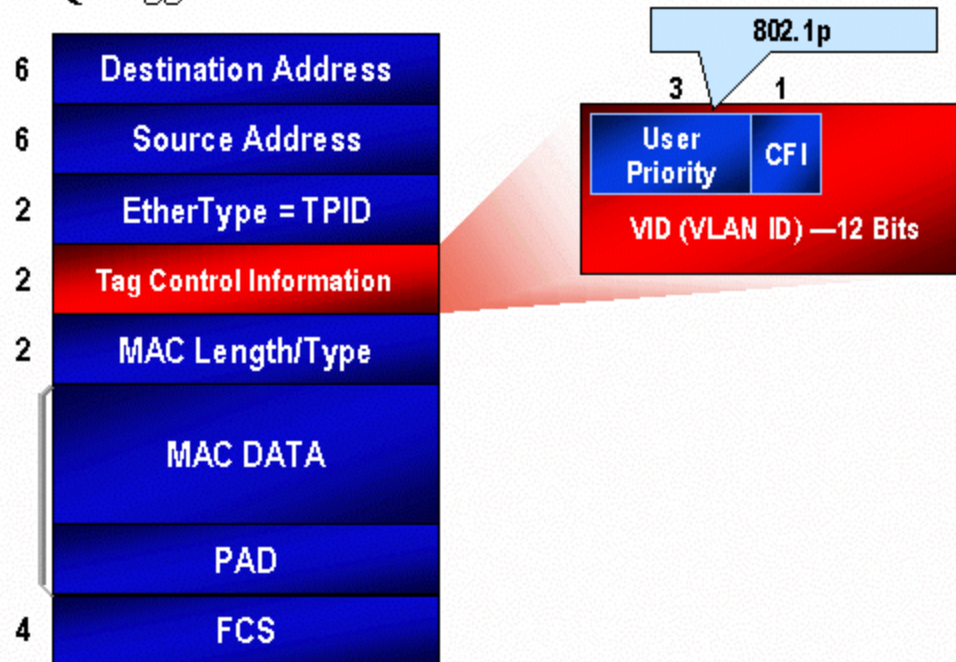 802.1p
3 1
User
Priority
CFI
VID (VLAN ID) —12 Bits
6 Destination Address
6 Source Address
2 EtherType = TPID
2 Tag Control Information
2 MAC Length/Type
MAC DATA
PAD
4 FCS